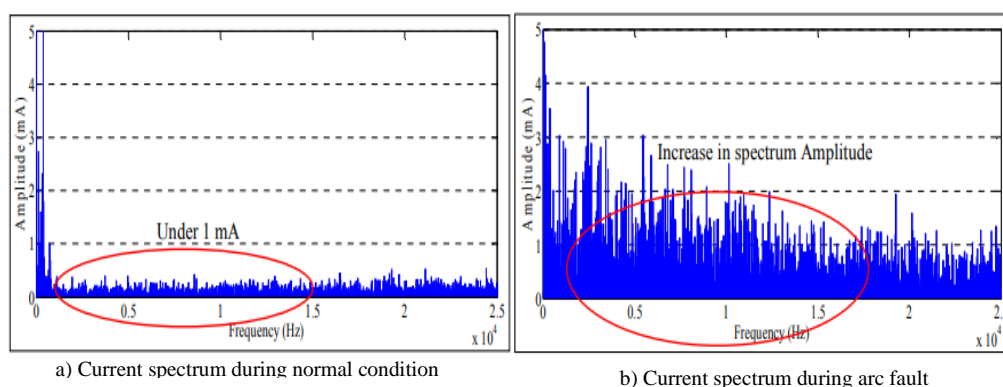 5
4
3
2
1
0
Amplitude (mA)
Under 1 mA
0 0.5 1 1.5 2 2.5
Frequency (Hz)
x 10^4
a) Current spectrum during normal condition
5
4
3
2
1
0
Amplitude (mA)
Increase in spectrum Amplitude
0 0.5 1 1.5 2 2.5
Frequency (Hz)
x 10^4
b) Current spectrum during arc fault